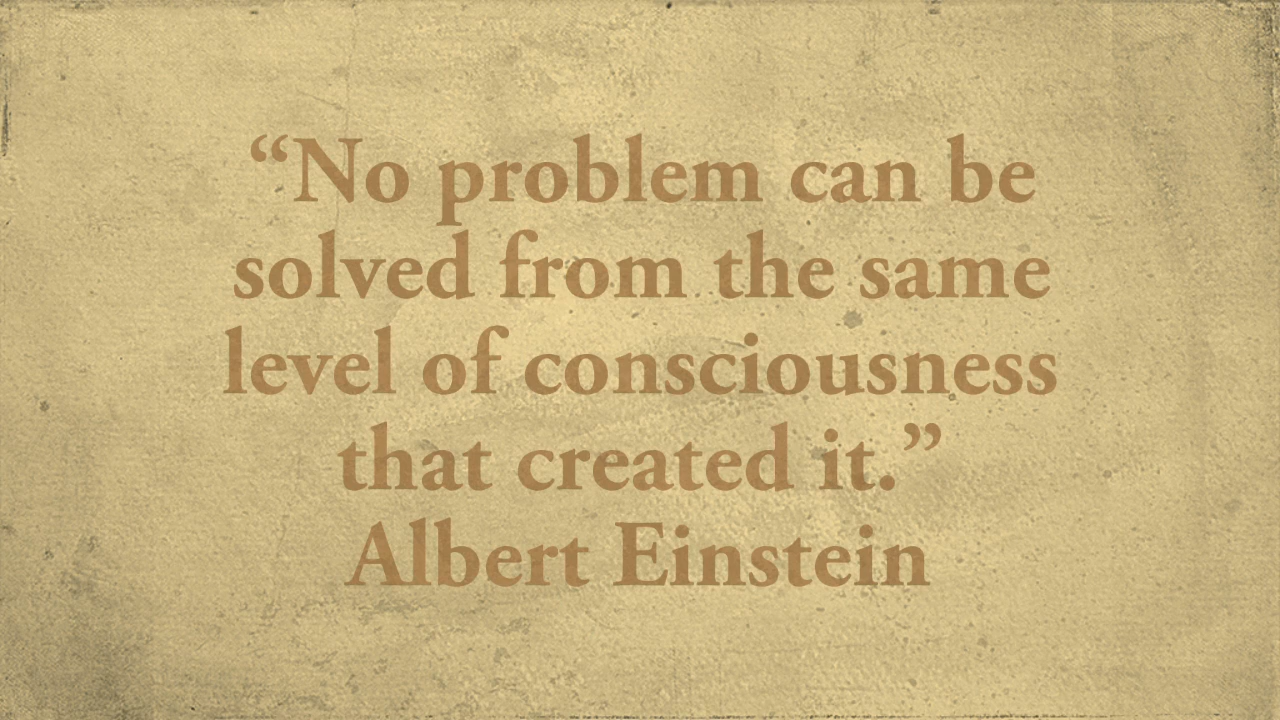 “No problem can be
solved from the same
level of consciousness
that created it.”
Albert Einstein